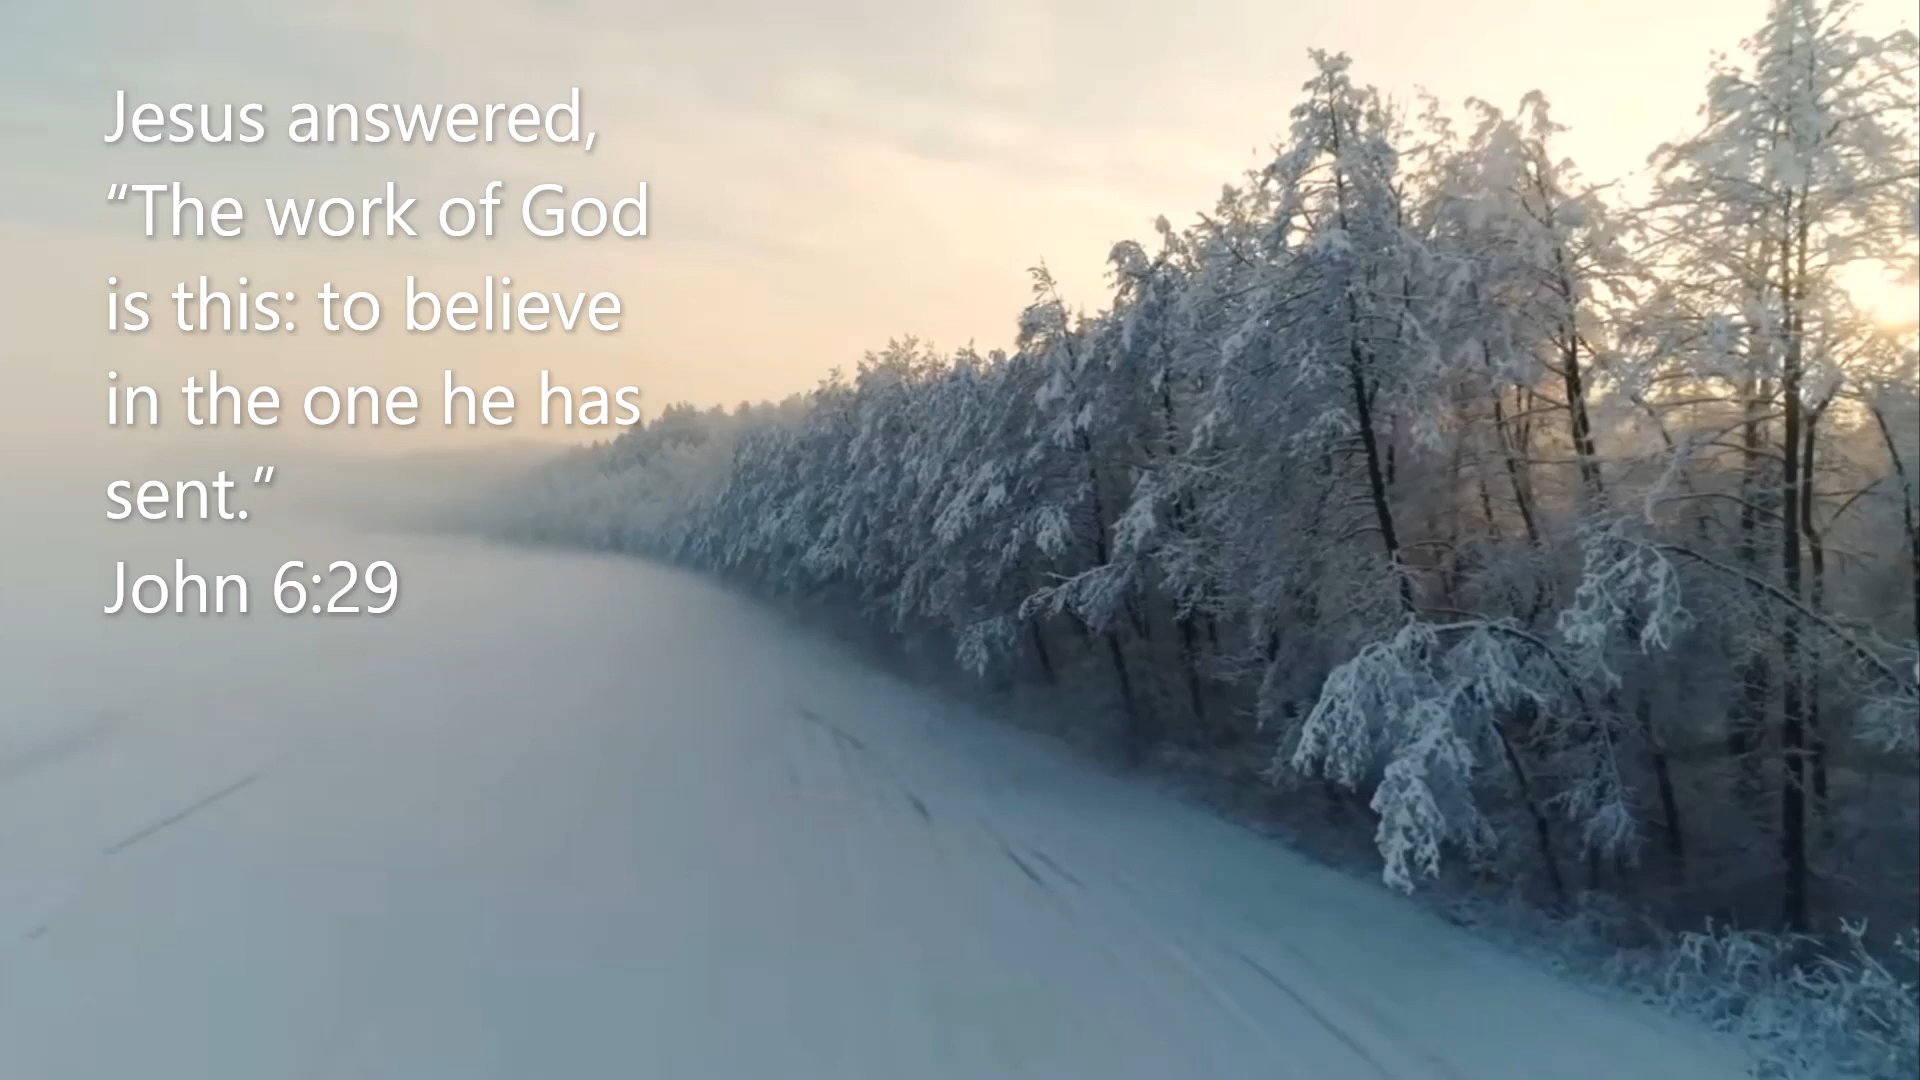 Jesus answered,
“The work of God
is this: to believe
in the one he has
sent.”
John 6:29